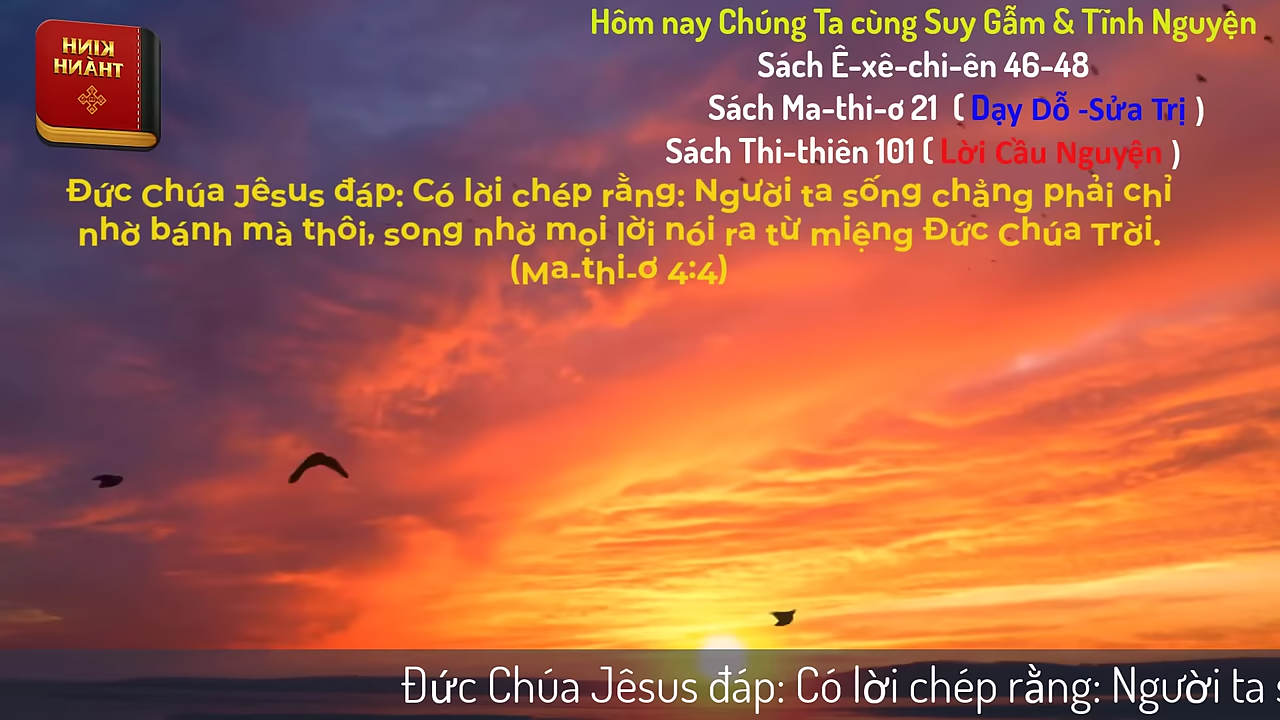 KINH
THÀNH
Hôm nay Chúng Ta cùng Suy Gẫm & Tĩnh Nguyện
Sách Ê-xê-chi-ên 46-48
Sách Ma-thi-ơ 21 ( Dạy Dỗ -Sửa Trị )
Sách Thi-thiên 101 ( Lời Cầu Nguyện )
Đức Chúa Jêsus đáp: Có lời chép rằng: Người ta sống chẳng phải chỉ
nhờ bánh mà thôi, song nhờ mọi lời nói ra từ miệng Đức Chúa Trời.
(Ma-thi-ơ 4:4)
Đức Chúa Jêsus đáp: Có lời chép rằng: Người ta